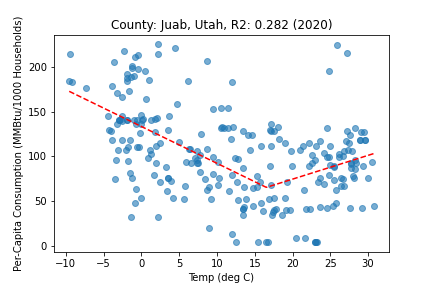 County: Juab, Utah, R2: 0.282 (2020)
Per-Capita Consumption (MMBtu/1000 Households)
200
150
100
50
0
−10 −5 0 5 10 15 20 25 30
Temp (deg C)